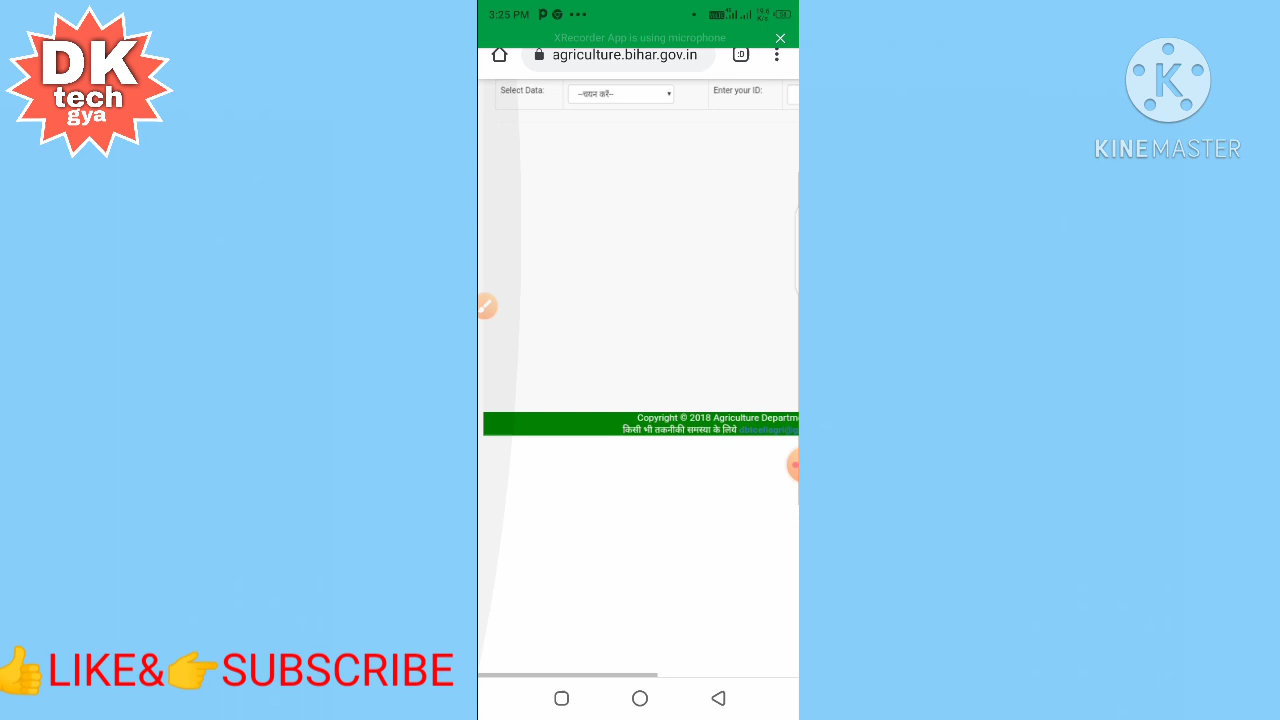 DK
tech
gya
3:25 PM
XRecorder App is using microphone
agriculture.bihar.gov.in
:D
Select Data:
--चयन करें--
Enter your ID:
Copyright © 2018 Agriculture Departm
किसी भी तकनीकी समस्या के लिये
K
KINEMASTER
👍LIKE&👉SUBSCRIBE